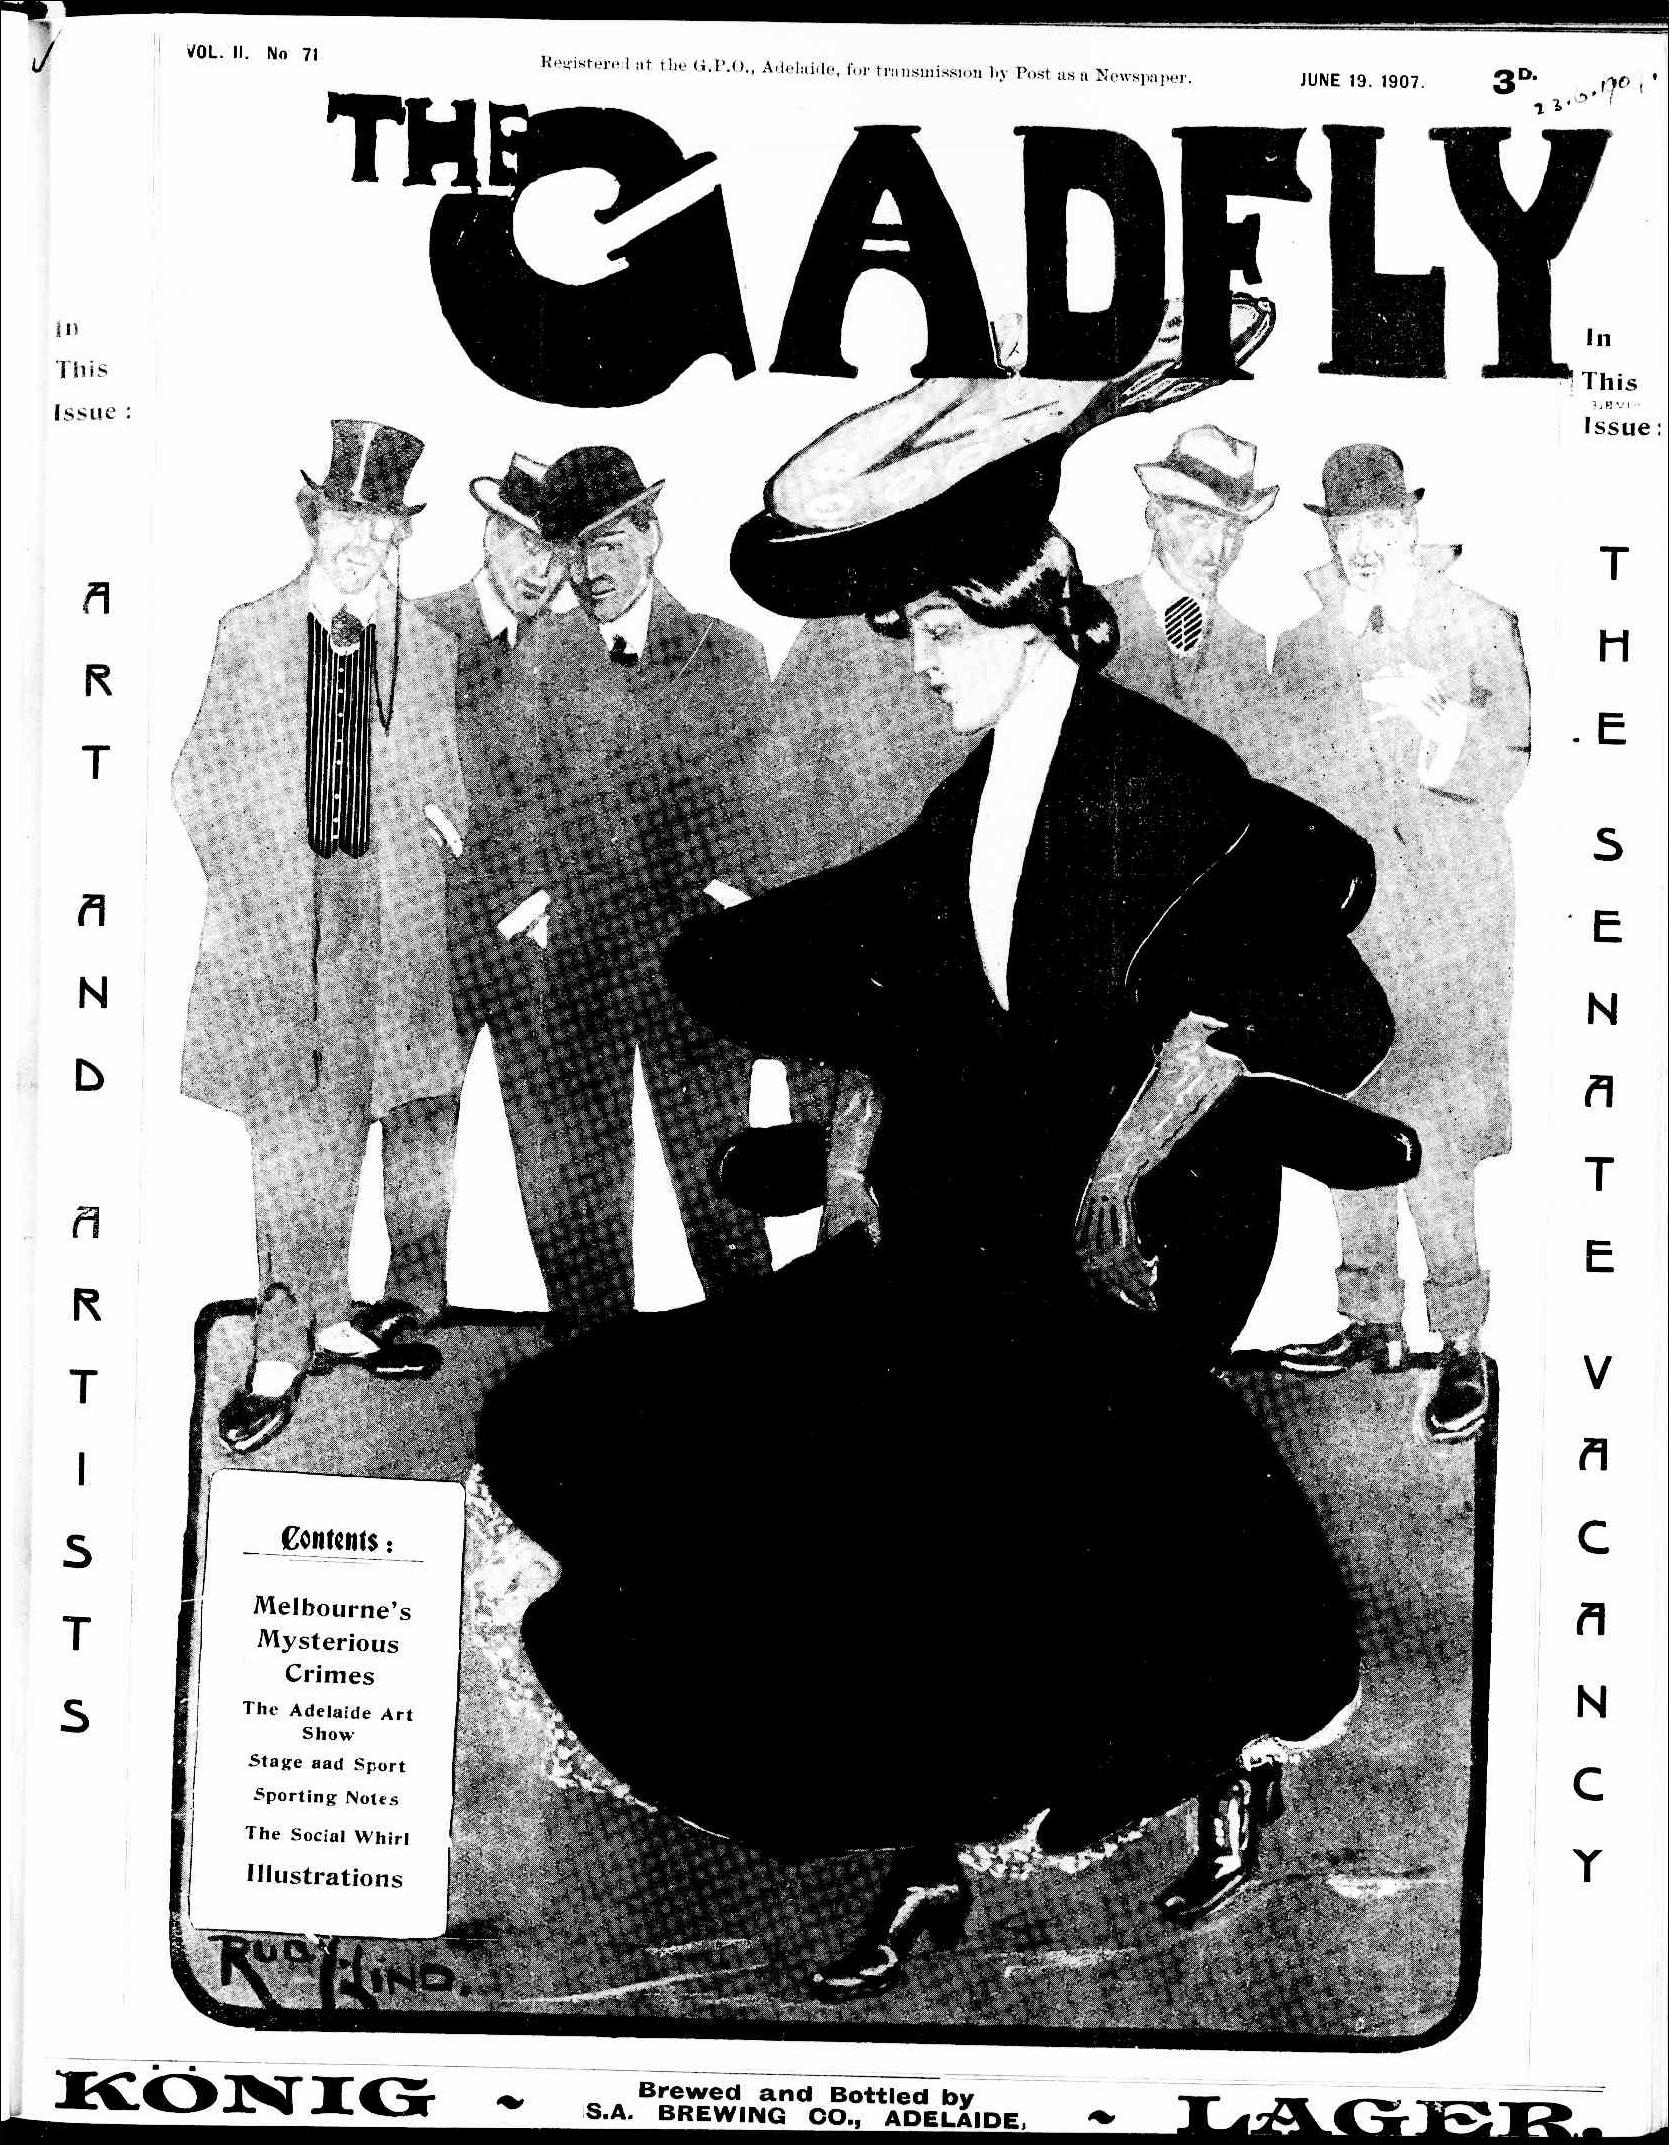 VOL. II. No 71
Registered at the G.P.O., Adelaide, for transmission by Post as a Newspaper.
JUNE 19. 1907.
3D.
THE GADFLY
In
This
Issue :
ART AND ARTISTS
In
This
Issue :
THE SENATE VACANCY
Contents :
Melbourne's
Mysterious
Crimes
The Adelaide Art
Show
Stage aad Sport
Sporting Notes
The Social Whirl
Illustrations
RUBY LIND.
KÖNIG ~ Brewed and Bottled by
S.A. BREWING CO., ADELAIDE, ~ LAGER.